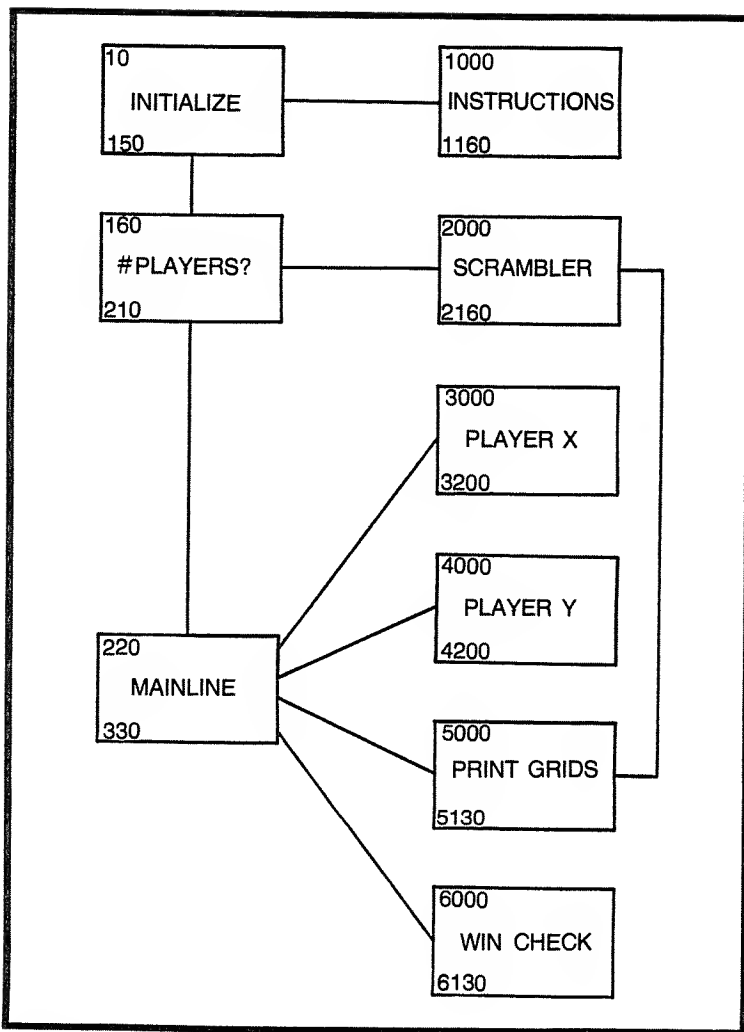 10
INITIALIZE
150
1000
INSTRUCTIONS
1160
160
#PLAYERS?
210
2000
SCRAMBLER
2160
3000
PLAYER X
3200
4000
PLAYER Y
4200
220
MAINLINE
330
5000
PRINT GRIDS
5130
6000
WIN CHECK
6130